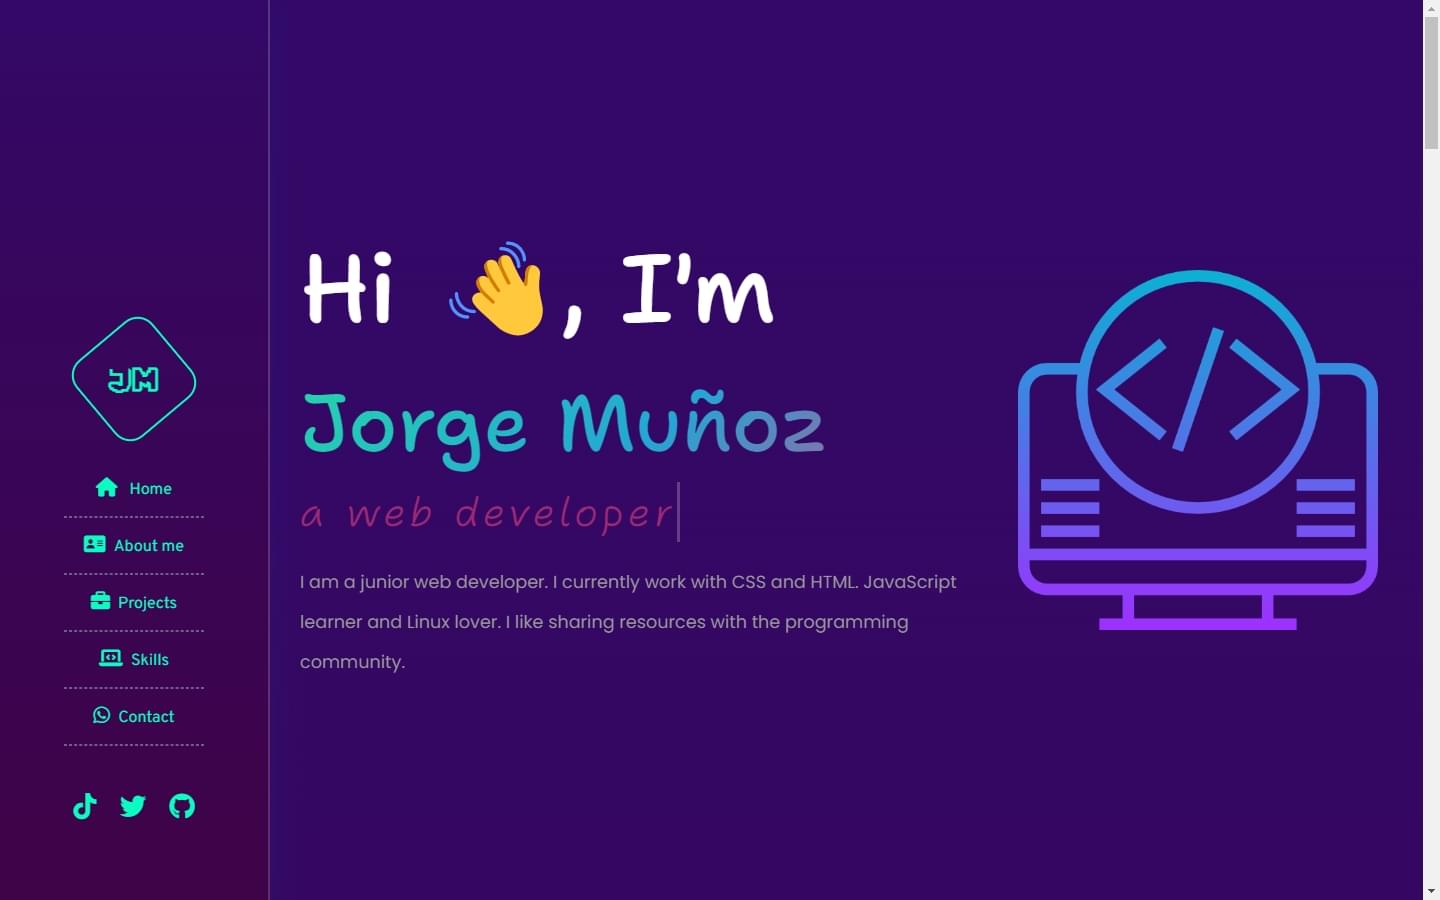 JM
Home
About me
Projects
Skills
Contact
Hi 👋, I'm
Jorge Muñoz
a web developer
I am a junior web developer. I currently work with CSS and HTML. JavaScript
learner and Linux lover. I like sharing resources with the programming
community.